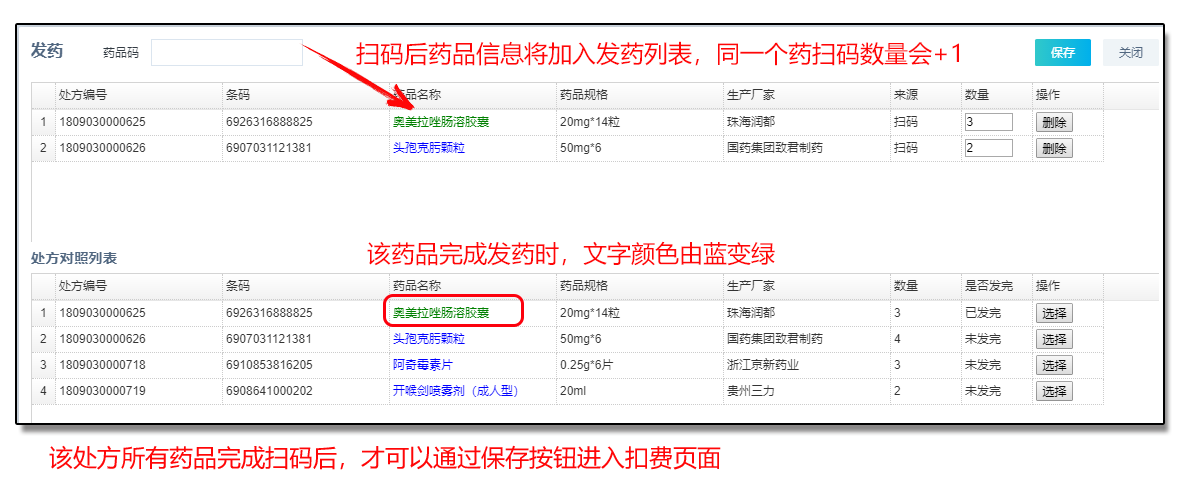 发药 药品码 扫码后药品信息将加入发药列表，同一个药扫码数量会+1 保存 关闭
处方编号 条码 药品名称 药品规格 生产厂家 来源 数量 操作
1 1809030000625 6926316888825 奥美拉唑肠溶胶囊 20mg*14粒 珠海润都 扫码 3 删除
2 1809030000626 6907031121381 头孢克肟颗粒 50mg*6 国药集团致君制药 扫码 2 删除
该药品完成发药时，文字颜色由蓝变绿
处方对照列表
处方编号 条码 药品名称 药品规格 生产厂家 数量 是否发完 操作
1 1809030000625 6926316888825 奥美拉唑肠溶胶囊 20mg*14粒 珠海润都 3 已发完 选择
2 1809030000626 6907031121381 头孢克肟颗粒 50mg*6 国药集团致君制药 4 未发完 选择
3 1809030000718 6910853816205 阿奇霉素片 0.25g*6片 浙江京新药业 3 未发完 选择
4 1809030000719 6908641000202 开喉剑喷雾剂（成人型） 20ml 贵州三力 2 未发完 选择
该处方所有药品完成扫码后，才可以通过保存按钮进入扣费页面